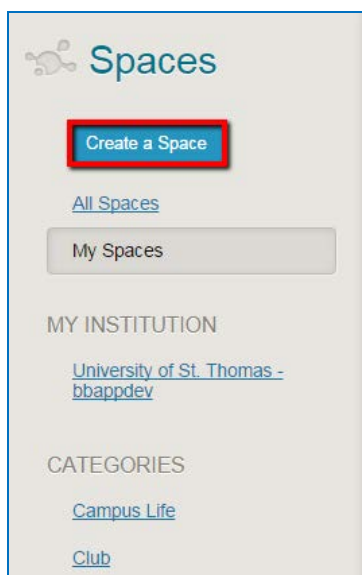 Spaces
Create a Space
All Spaces
My Spaces
MY INSTITUTION
University of St. Thomas -
bbappdev
CATEGORIES
Campus Life
Club